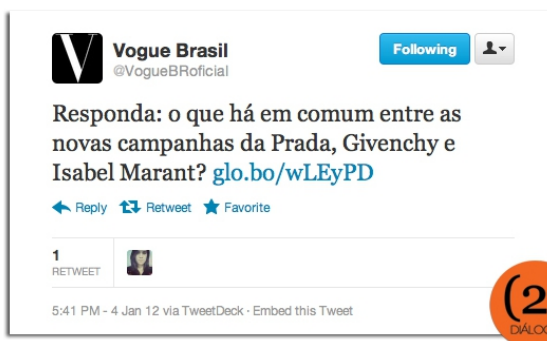 V
Vogue Brasil
@VogueBRoficial
Following
Responda: o que há em comum entre as
novas campanhas da Prada, Givenchy e
Isabel Marant? glo.bo/wLEyPD
Reply Retweet Favorite
1
RETWEET
5:41 PM - 4 Jan 12 via TweetDeck · Embed this Tweet
(2